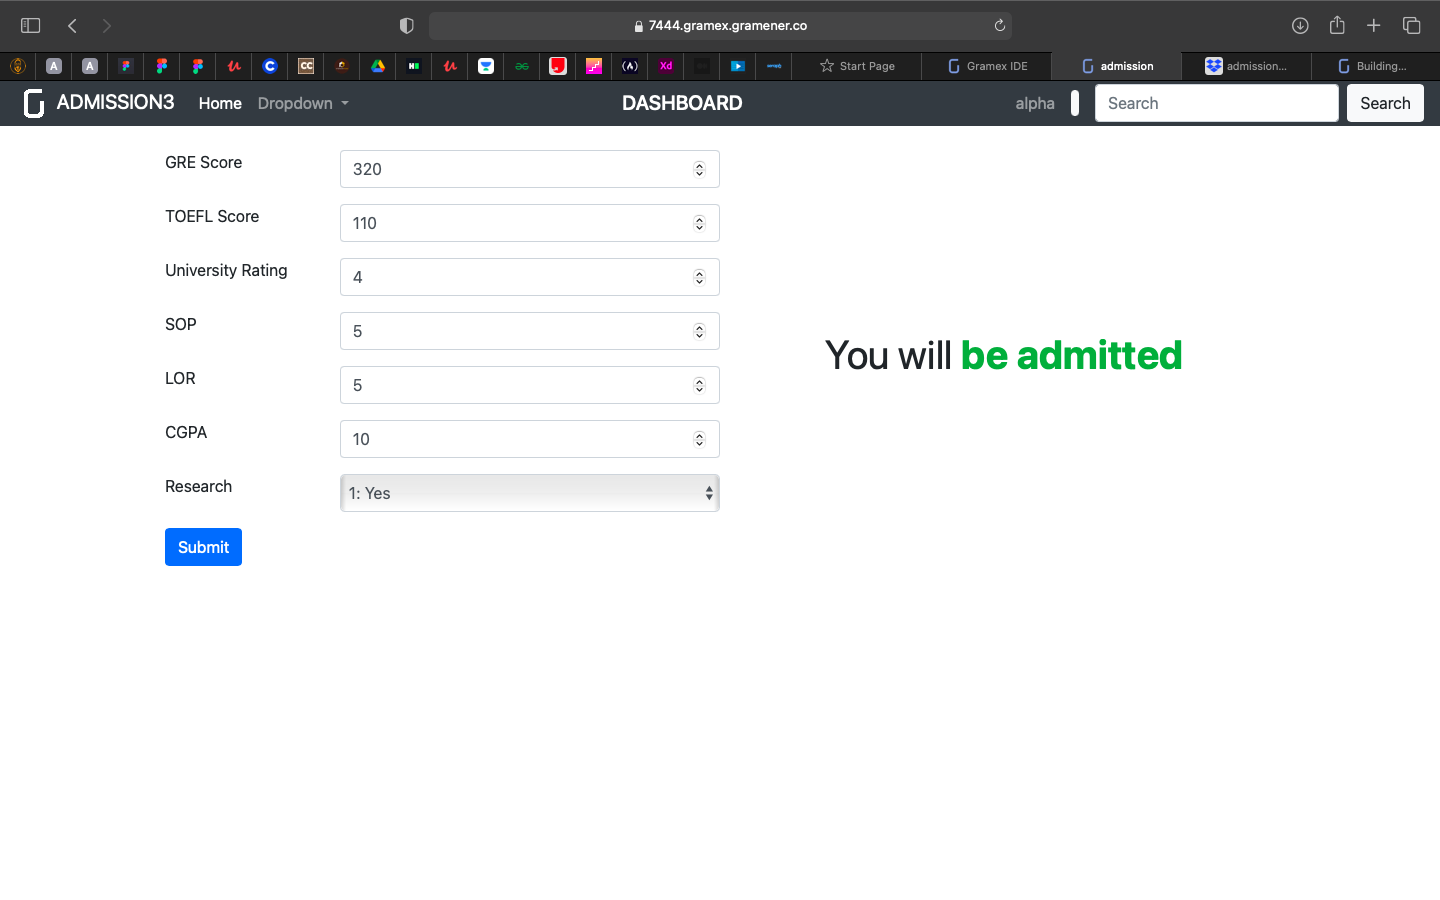 7444.gramex.gramener.co
Start Page
Gramex IDE
admission
admission...
Building...
ADMISSION3
Home
Dropdown
DASHBOARD
alpha
Search
Search
GRE Score
320
TOEFL Score
110
University Rating
4
SOP
5
LOR
5
CGPA
10
Research
1: Yes
Submit
You will be admitted